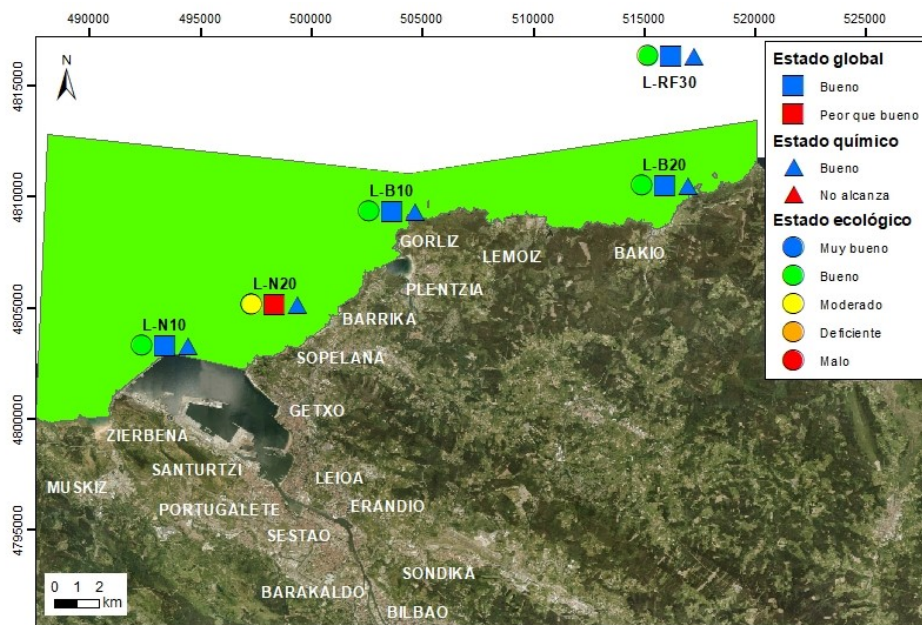 490000 495000 500000 505000 510000 515000 520000 525000
4815000
4810000
4805000
4800000
4795000
N
L-RF30
L-B20
L-B10
L-N20
L-N10
GORLIZ
LEMOIZ
BAKIO
PLENTZIA
BARRIKA
SOPELANA
GETXO
ZIERBENA
SANTURTZI
LEIOA
MUSKIZ
PORTUGALETE
ERANDIO
SESTAO
SONDIKA
BARAKALDO
BILBAO
0 1 2
km
Estado global
Bueno
Peor que bueno
Estado químico
Bueno
No alcanza
Estado ecológico
Muy bueno
Bueno
Moderado
Deficiente
Malo